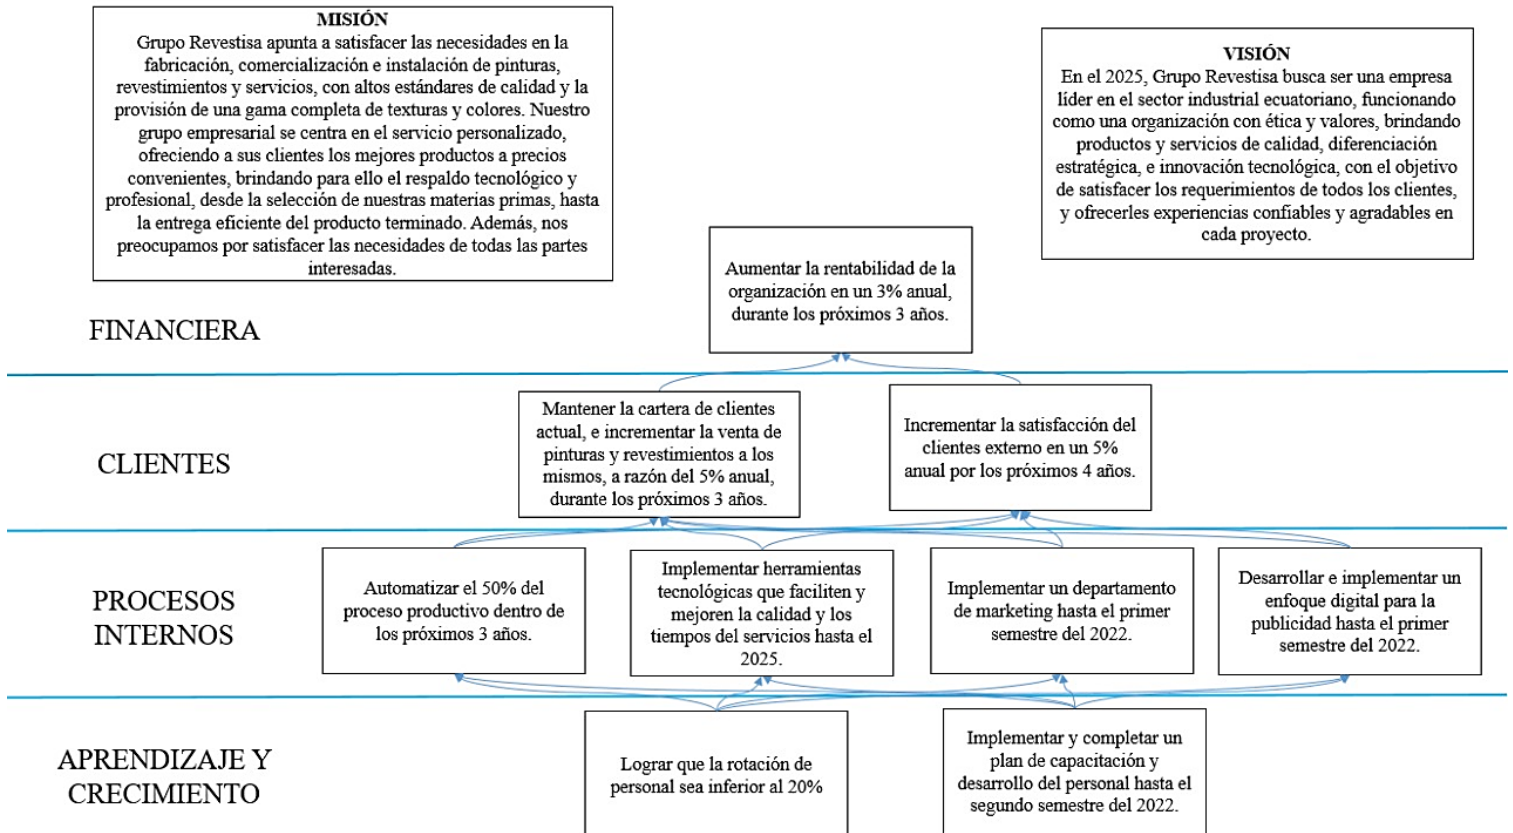 MISIÓN
Grupo Revestisa apunta a satisfacer las necesidades en la
fabricación, comercialización e instalación de pinturas,
revestimientos y servicios, con altos estándares de calidad y la
provisión de una gama completa de texturas y colores. Nuestro
grupo empresarial se centra en el servicio personalizado,
ofreciendo a sus clientes los mejores productos a precios
convenientes, brindando para ello el respaldo tecnológico y
profesional, desde la selección de nuestras materias primas, hasta
la entrega eficiente del producto terminado. Además, nos
preocupamos por satisfacer las necesidades de todas las partes
interesadas.
VISIÓN
En el 2025, Grupo Revestisa busca ser una empresa
líder en el sector industrial ecuatoriano, funcionando
como una organización con ética y valores, brindando
productos y servicios de calidad, diferenciación
estratégica, e innovación tecnológica, con el objetivo
de satisfacer los requerimientos de todos los clientes,
y ofrecerles experiencias confiables y agradables en
cada proyecto.
FINANCIERA
Aumentar la rentabilidad de la
organización en un 3% anual,
durante los próximos 3 años.
CLIENTES
Mantener la cartera de clientes
actual, e incrementar la venta de
pinturas y revestimientos a los
mismos, a razón del 5% anual,
durante los próximos 3 años.
Incrementar la satisfacción del
clientes externo en un 5%
anual por los próximos 4 años.
PROCESOS
INTERNOS
Automatizar el 50% del
proceso productivo dentro de
los próximos 3 años.
Implementar herramientas
tecnológicas que faciliten y
mejoren la calidad y los
tiempos del servicios hasta el
2025.
Implementar un departamento
de marketing hasta el primer
semestre del 2022.
Desarrollar e implementar un
enfoque digital para la
publicidad hasta el primer
semestre del 2022.
APRENDIZAJE Y
CRECIMIENTO
Lograr que la rotación de
personal sea inferior al 20%
Implementar y completar un
plan de capacitación y
desarrollo del personal hasta el
segundo semestre del 2022.